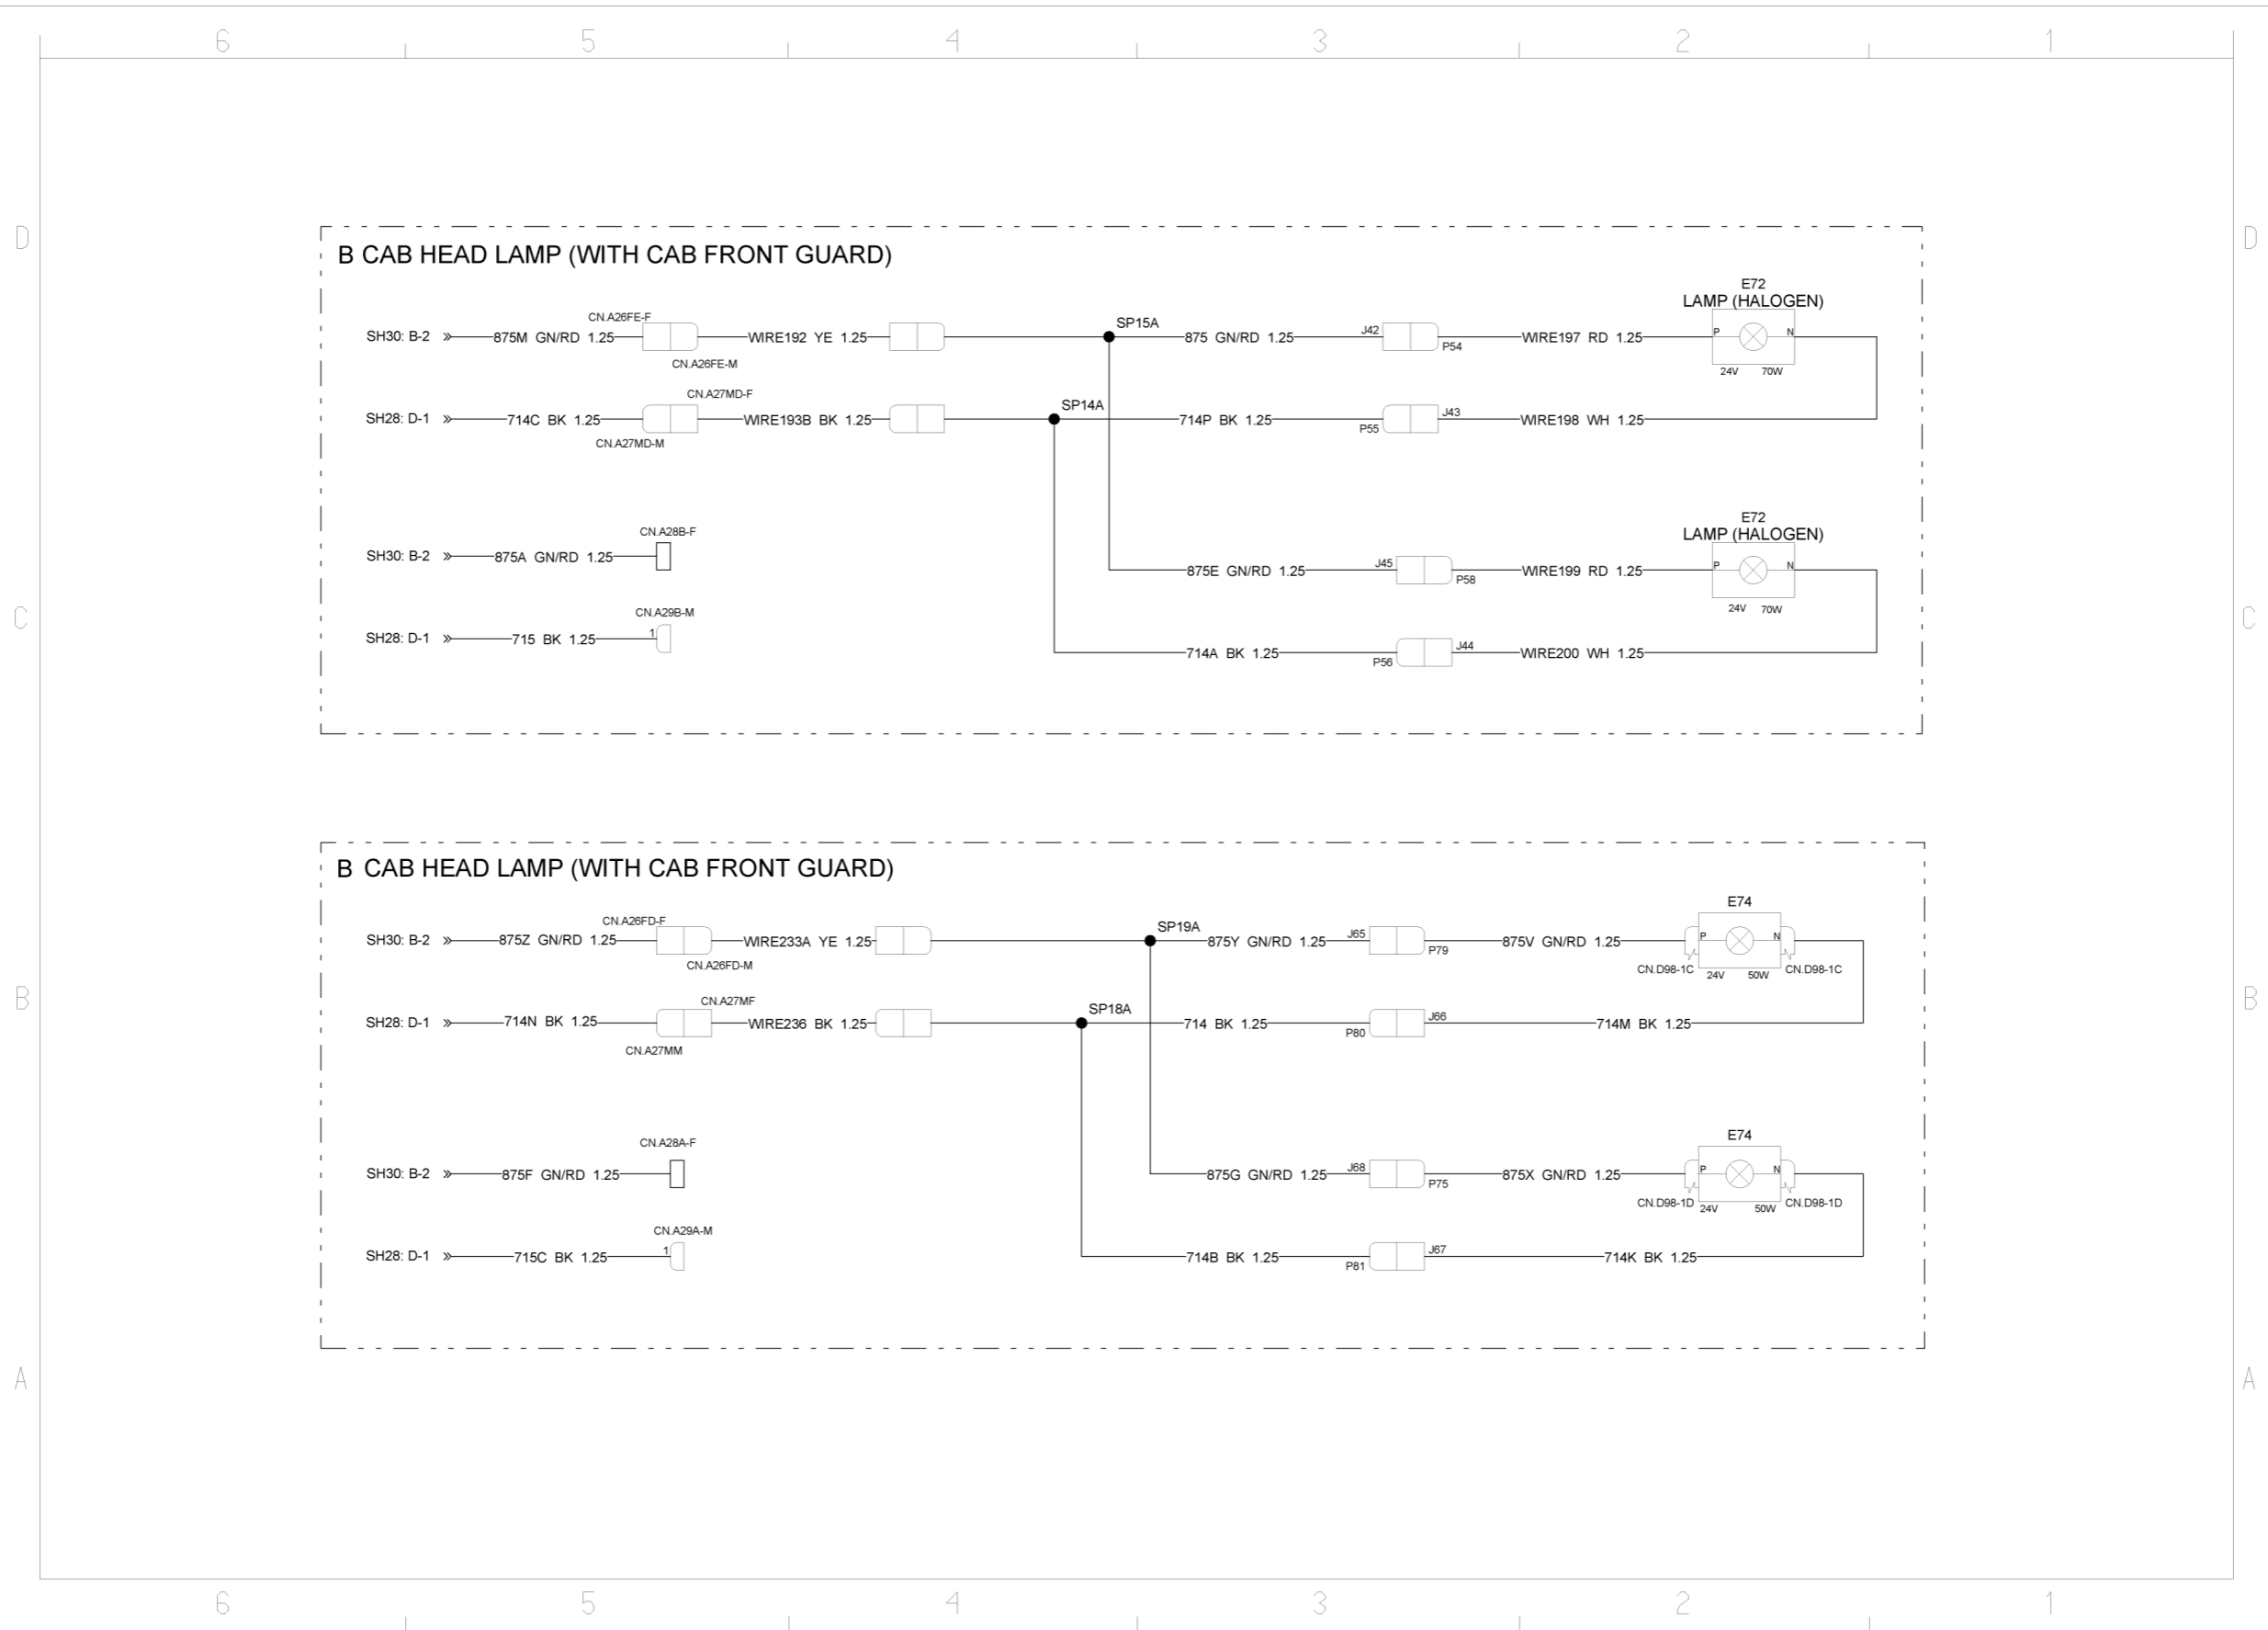 6 5 4 3 2 1
D D
B CAB HEAD LAMP (WITH CAB FRONT GUARD)
E72
LAMP (HALOGEN)
CN.A26FE-F
SH30: B-2 875M GN/RD 1.25 WIRE192 YE 1.25 SP15A 875 GN/RD 1.25 J42 P54 WIRE197 RD 1.25 P N
CN.A26FE-M
24V 70W
CN.A27MD-F
SH28: D-1 714C BK 1.25 WIRE193B BK 1.25 SP14A 714P BK 1.25 P55 J43 WIRE198 WH 1.25
CN.A27MD-M
E72
LAMP (HALOGEN)
CN.A28B-F
SH30: B-2 875A GN/RD 1.25
875E GN/RD 1.25 J45 P58 WIRE199 RD 1.25 P N
24V 70W
C C
CN.A29B-M
SH28: D-1 715 BK 1.25 1
714A BK 1.25 P56 J44 WIRE200 WH 1.25
B CAB HEAD LAMP (WITH CAB FRONT GUARD)
E74
CN.A26FD-F
SH30: B-2 875Z GN/RD 1.25 WIRE233A YE 1.25 SP19A 875Y GN/RD 1.25 J65 P79 875V GN/RD 1.25 P N
CN.A26FD-M
CN.D98-1C 24V 50W CN.D98-1C
B B
CN.A27MF
SH28: D-1 714N BK 1.25 WIRE236 BK 1.25 SP18A 714 BK 1.25 P80 J66 714M BK 1.25
CN.A27MM
E74
CN.A28A-F
SH30: B-2 875F GN/RD 1.25 875G GN/RD 1.25 J68 P75 875X GN/RD 1.25 P N
CN.D98-1D 24V 50W CN.D98-1D
CN.A29A-M
SH28: D-1 715C BK 1.25 1 714B BK 1.25 P81 J67 714K BK 1.25
A A
6 5 4 3 2 1